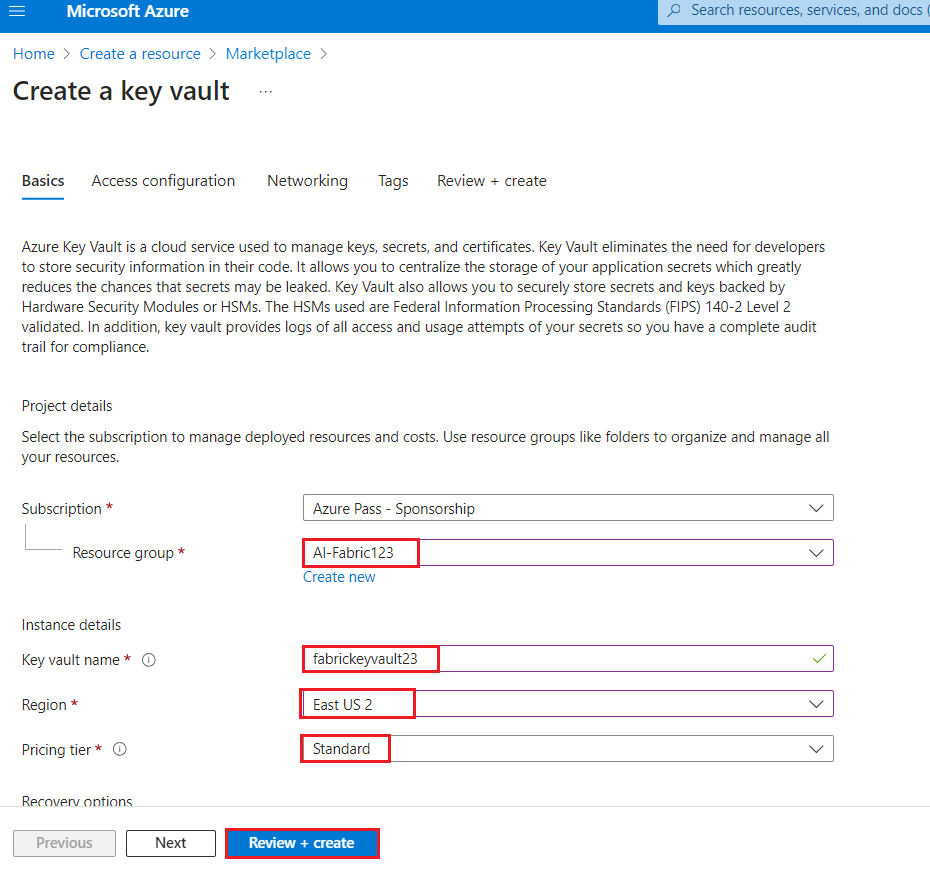 Microsoft Azure
Search resources, services, and docs (
Home > Create a resource > Marketplace >
Create a key vault ...
Basics Access configuration Networking Tags Review + create
Azure Key Vault is a cloud service used to manage keys, secrets, and certificates. Key Vault eliminates the need for developers
to store security information in their code. It allows you to centralize the storage of your application secrets which greatly
reduces the chances that secrets may be leaked. Key Vault also allows you to securely store secrets and keys backed by
Hardware Security Modules or HSMs. The HSMs used are Federal Information Processing Standards (FIPS) 140-2 Level 2
validated. In addition, key vault provides logs of all access and usage attempts of your secrets so you have a complete audit
trail for compliance.
Project details
Select the subscription to manage deployed resources and costs. Use resource groups like folders to organize and manage all
your resources.
Subscription * Azure Pass - Sponsorship
Resource group * AI-Fabric123
Create new
Instance details
Key vault name * fabrickeyvault23
Region * East US 2
Pricing tier * Standard
Recovery options
Previous Next Review + create